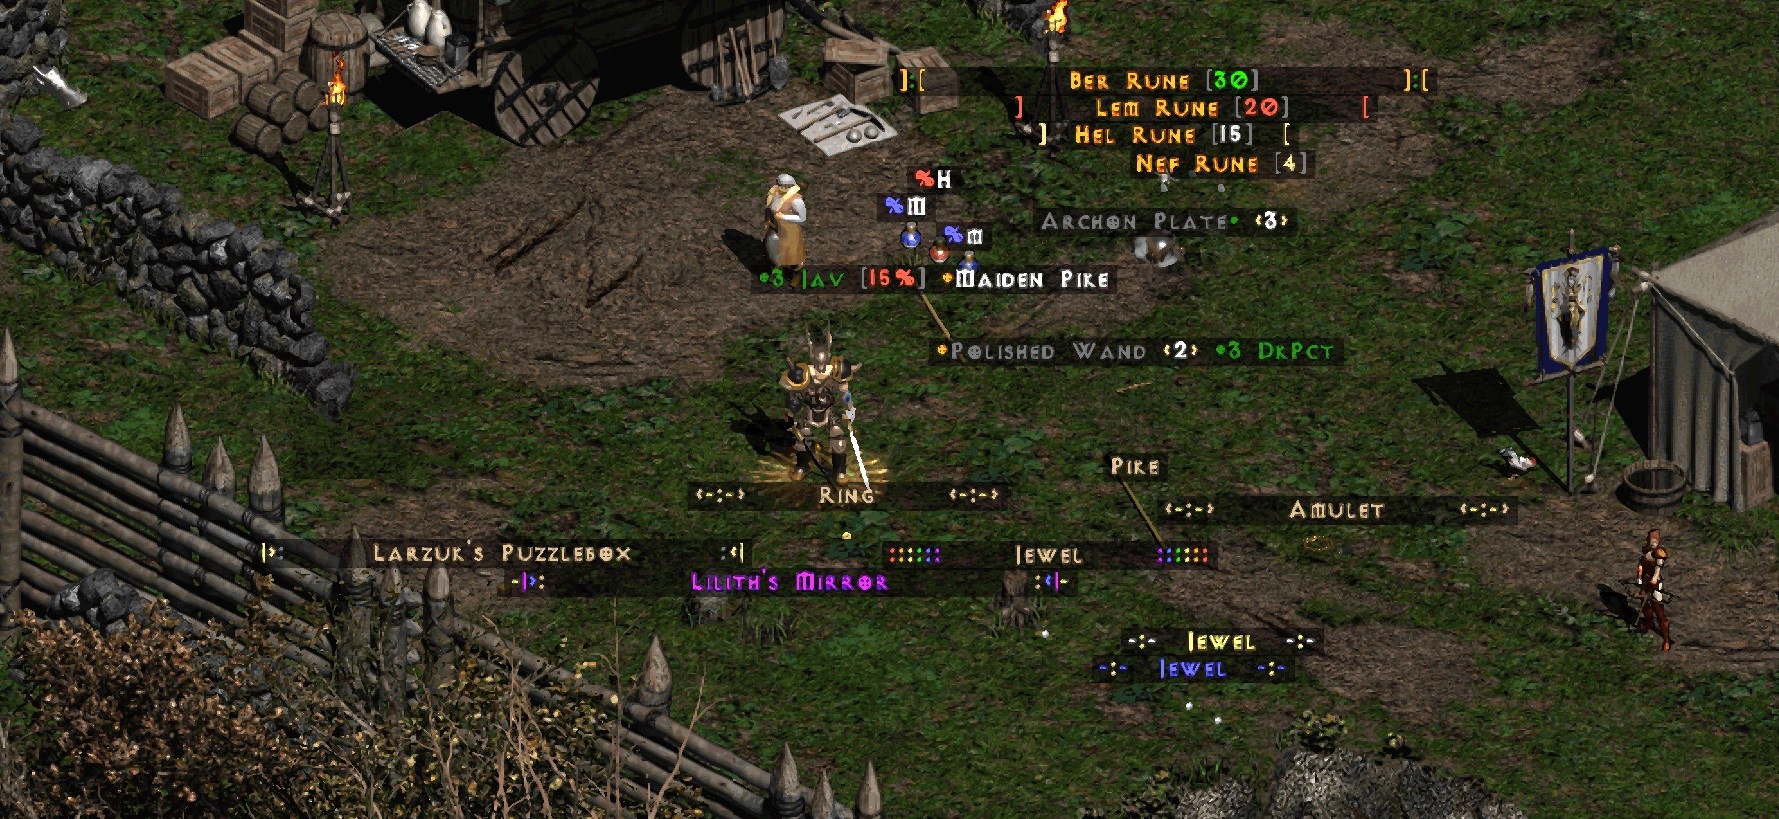 ].[ Ber Rune [30] ].[
] Lem Rune [20] [
] Hel Rune [15] [
Nef Rune [4]
%H
%M
%M
Archon Plate• <3>
+3 Jav [15%] •Maiden Pike
•Polished Wand <2> +3 DkPct
Pike
<-:-> Ring <-:->
<-:-> Amulet <-:->
|>: Larzuk's Puzzlebox :<|
:::::: Jewel ::::::
-|>: Lilith's Mirror :<|-
-:- Jewel -:-
-:- Jewel -:-